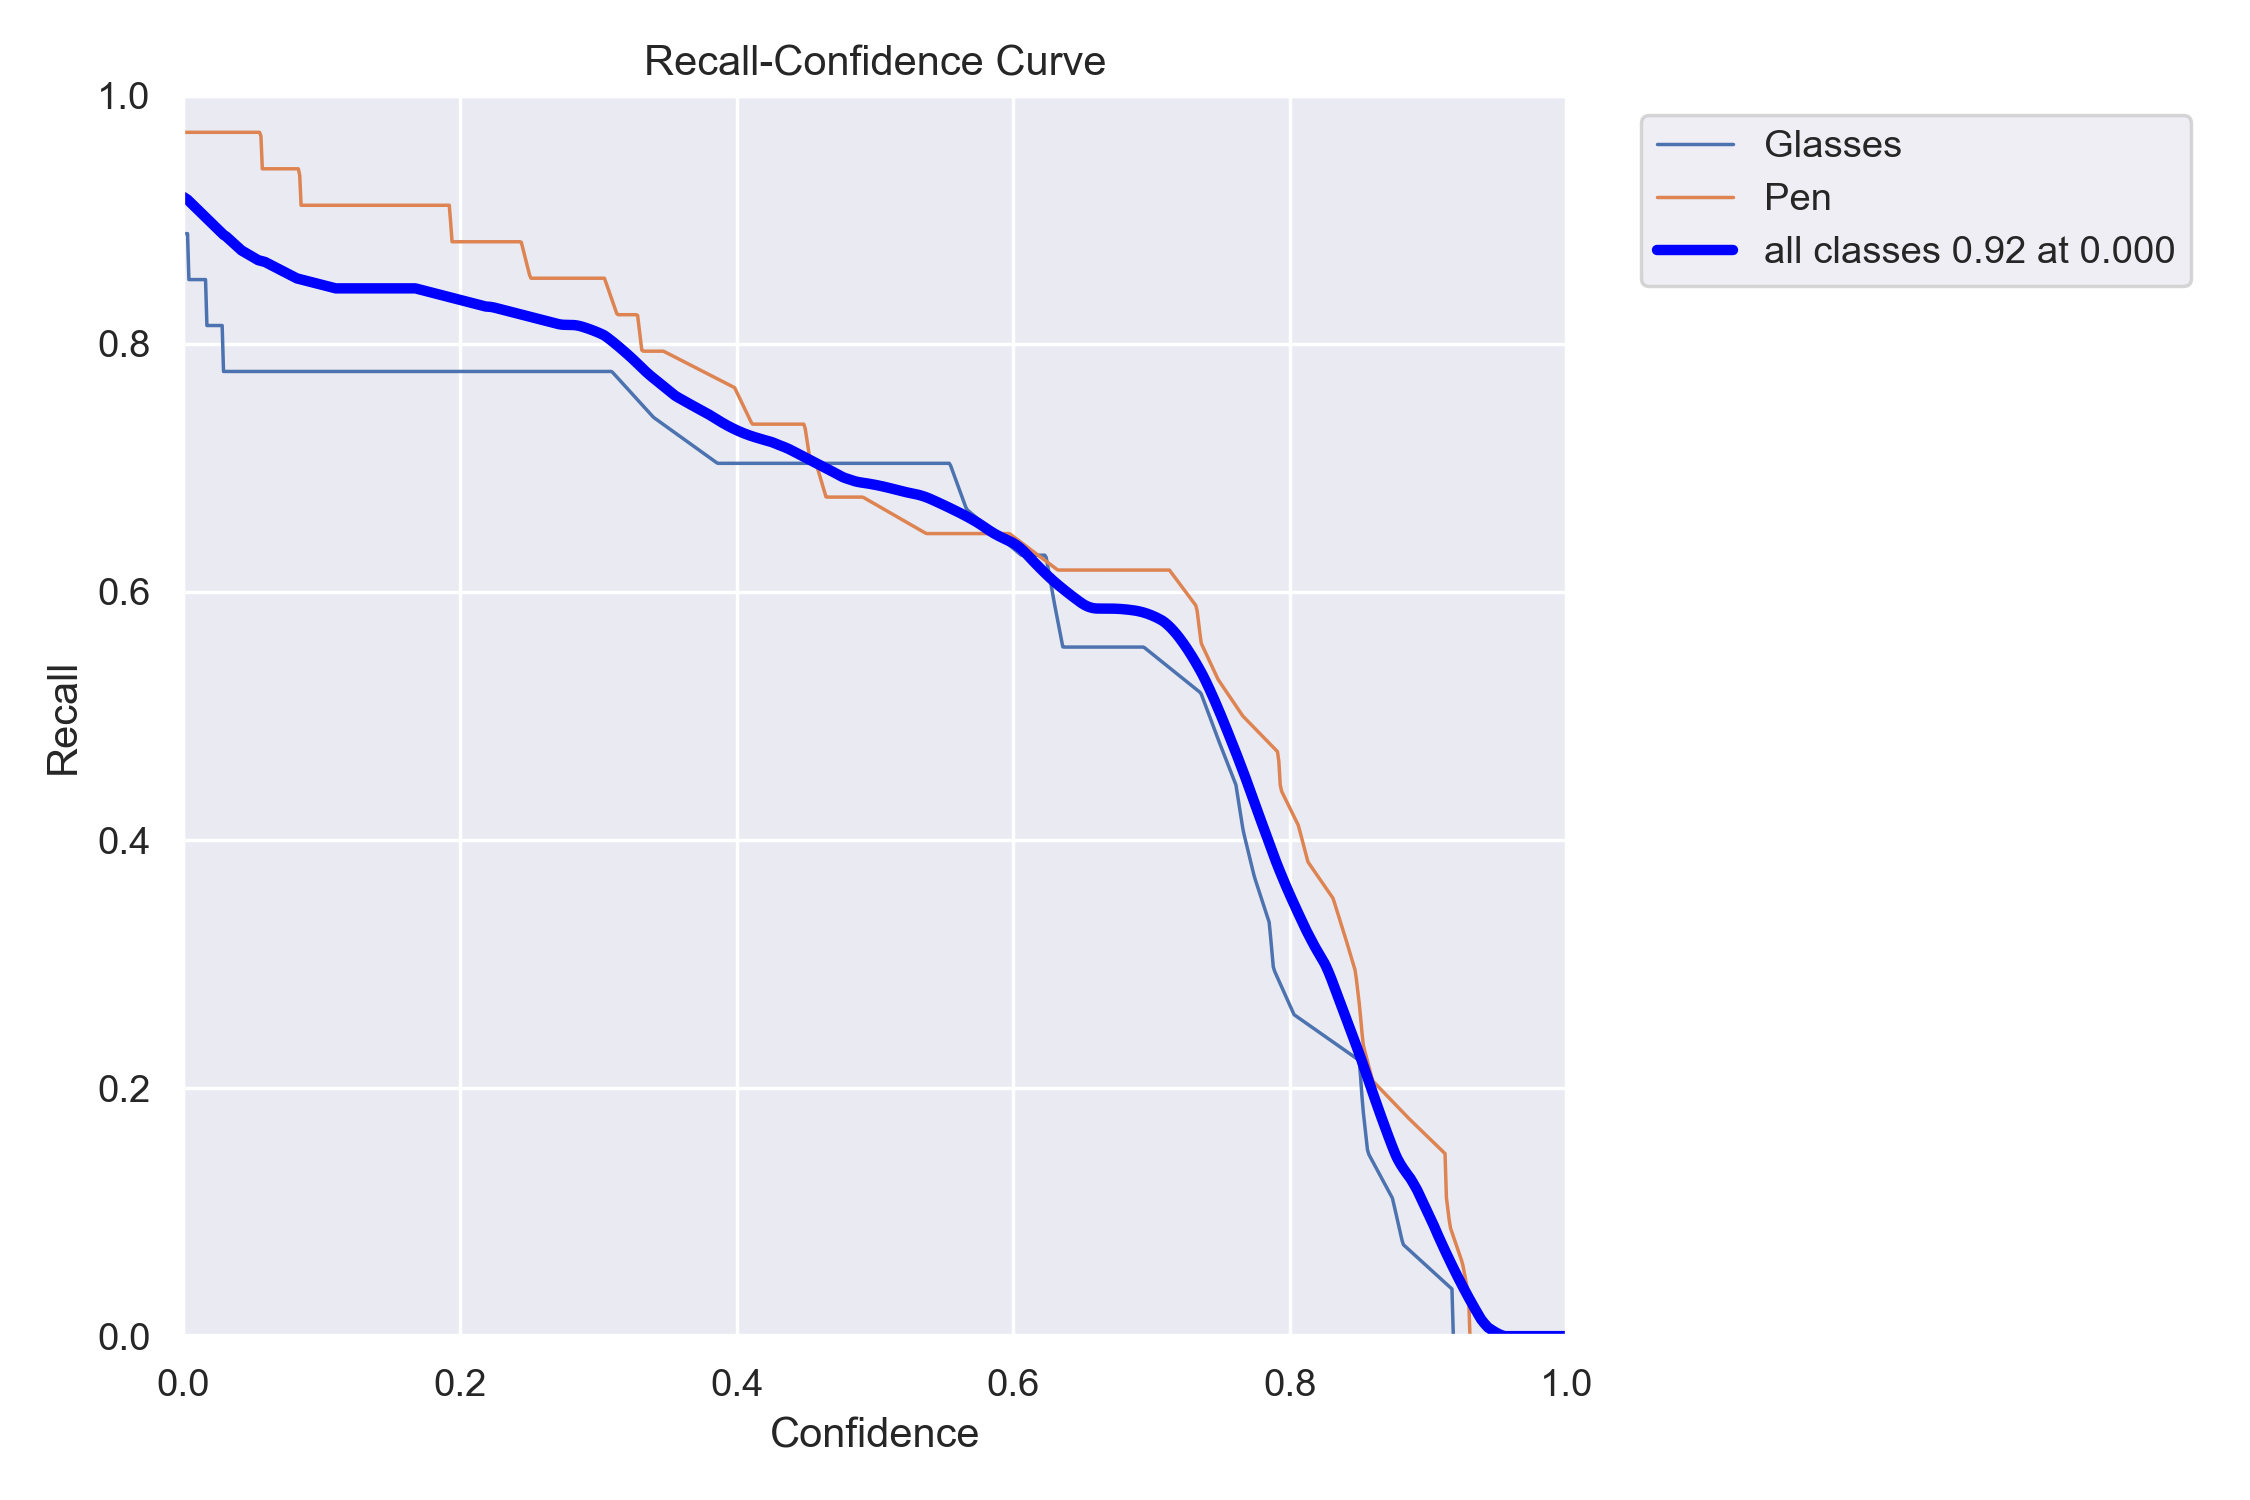 Recall-Confidence Curve
1.0
0.8
0.6
0.4
0.2
0.0
Recall
0.0 0.2 0.4 0.6 0.8 1.0
Confidence
Glasses
Pen
all classes 0.92 at 0.000